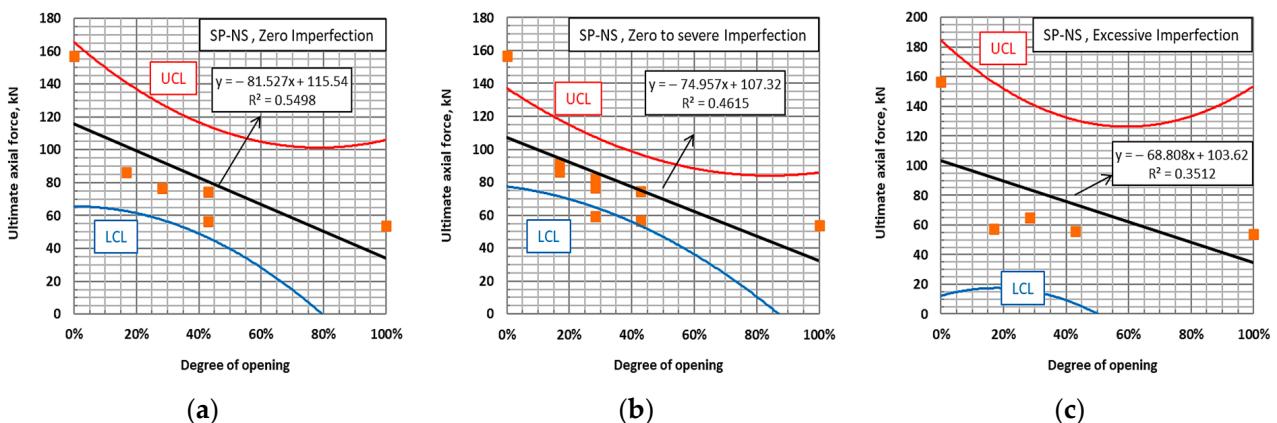 SP-NS , Zero Imperfection
UCL
y = − 81.527x + 115.54
R² = 0.5498
LCL
180
160
140
120
100
80
60
40
20
0
0% 20% 40% 60% 80% 100%
Ultimate axial force, kN
Degree of opening
(a)
SP-NS , Zero to severe Imperfection
UCL
y = − 74.957x + 107.32
R² = 0.4615
LCL
180
160
140
120
100
80
60
40
20
0
0% 20% 40% 60% 80% 100%
Ultimate axial force, kN
Degree of opening
(b)
SP-NS , Excessive Imperfection
UCL
y = − 68.808x + 103.62
R² = 0.3512
LCL
200
180
160
140
120
100
80
60
40
20
0
0% 20% 40% 60% 80% 100%
Ultimate axial force, kN
Degree of opening
(c)